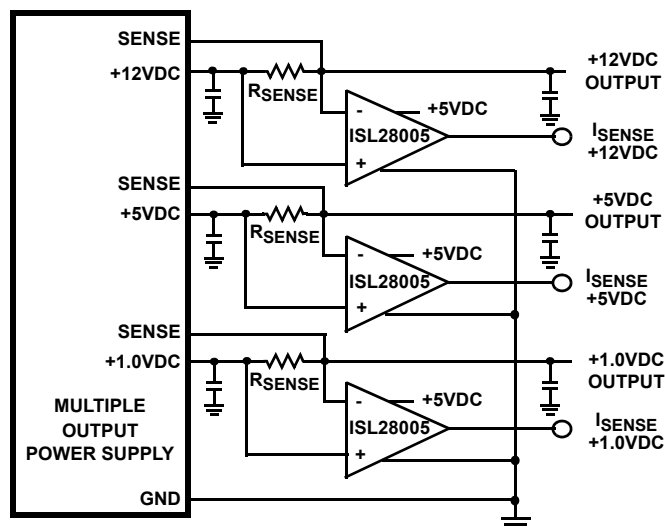 SENSE
+12VDC
RSENSE
+5VDC
-
ISL28005
+
+12VDC
OUTPUT
ISENSE
+12VDC
SENSE
+5VDC
RSENSE
+5VDC
-
ISL28005
+
+5VDC
OUTPUT
ISENSE
+5VDC
SENSE
+1.0VDC
RSENSE
+5VDC
-
ISL28005
+
+1.0VDC
OUTPUT
ISENSE
+1.0VDC
MULTIPLE
OUTPUT
POWER SUPPLY
GND